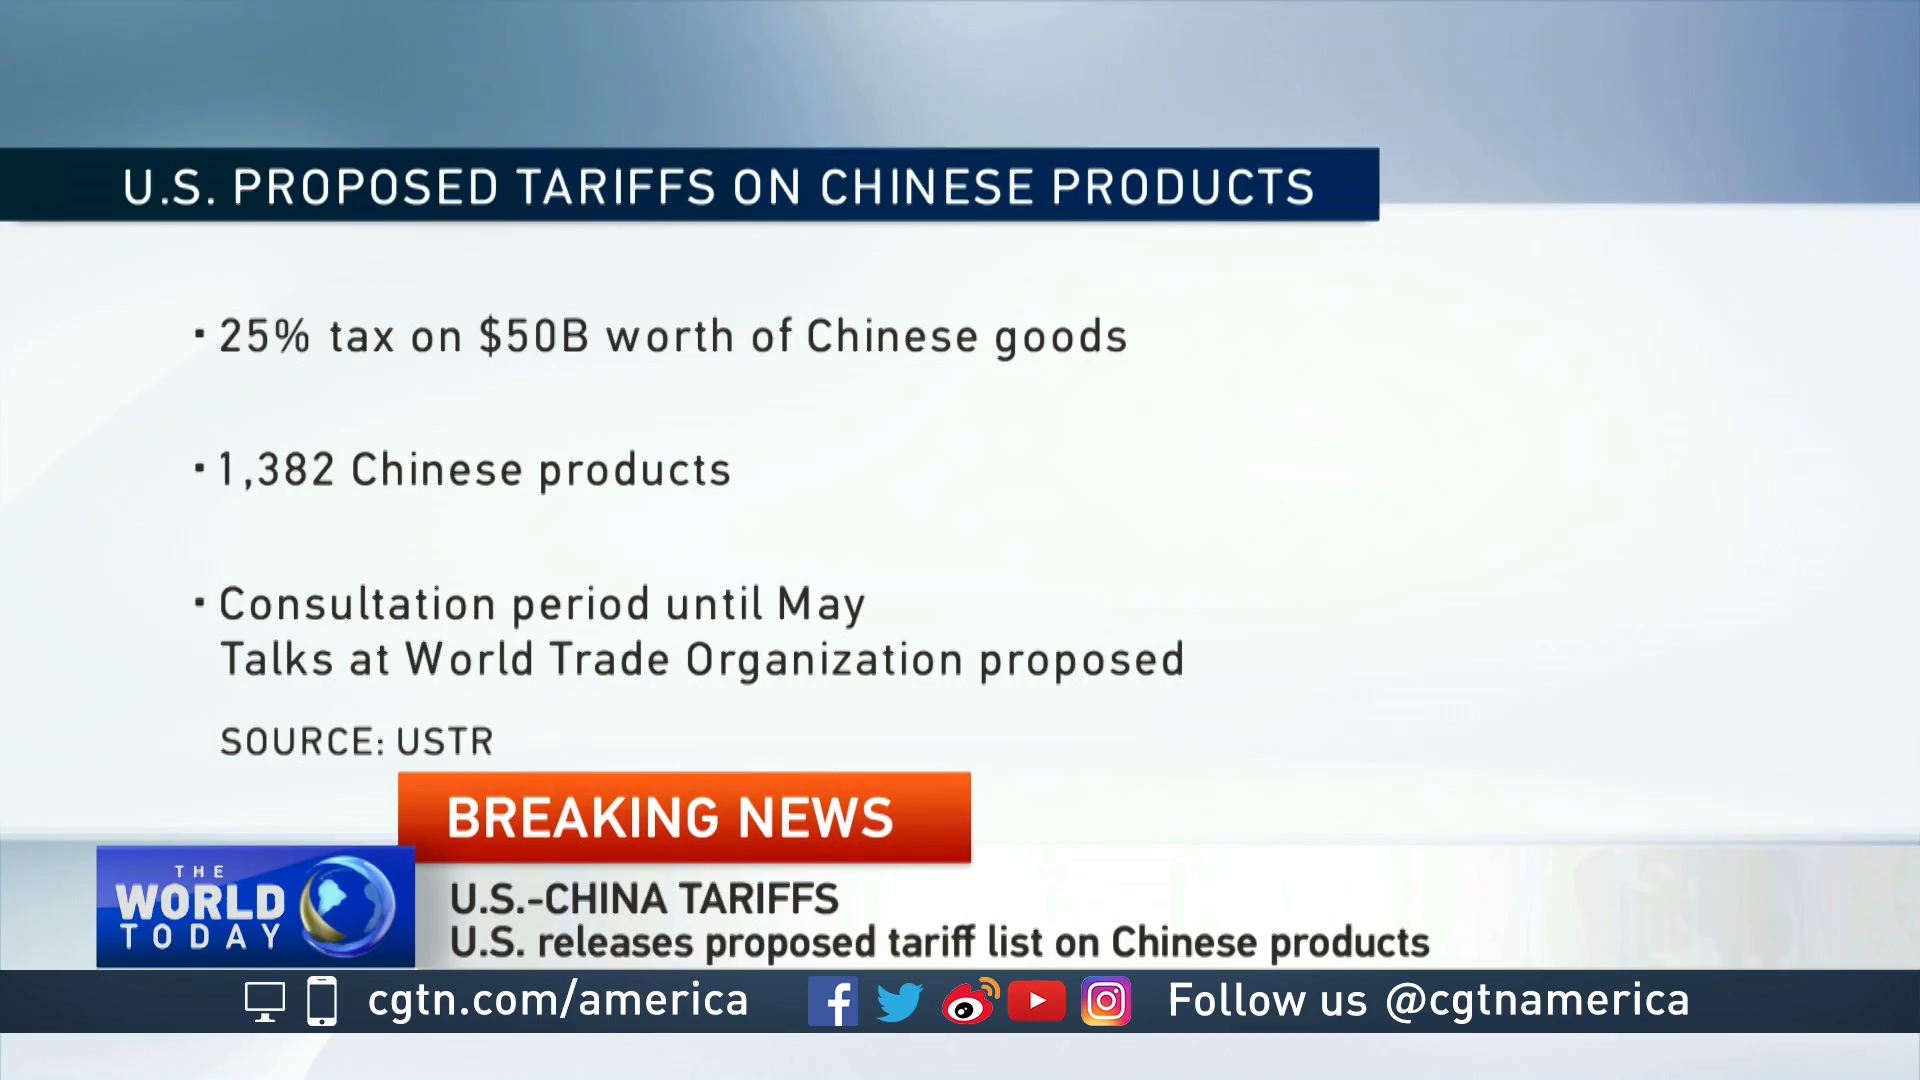 U.S. PROPOSED TARIFFS ON CHINESE PRODUCTS
▪ 25% tax on $50B worth of Chinese goods
▪ 1,382 Chinese products
▪ Consultation period until May
Talks at World Trade Organization proposed
SOURCE: USTR
BREAKING NEWS
THE
WORLD
TODAY
U.S.-CHINA TARIFFS
U.S. releases proposed tariff list on Chinese products
cgtn.com/america Follow us @cgtnamerica